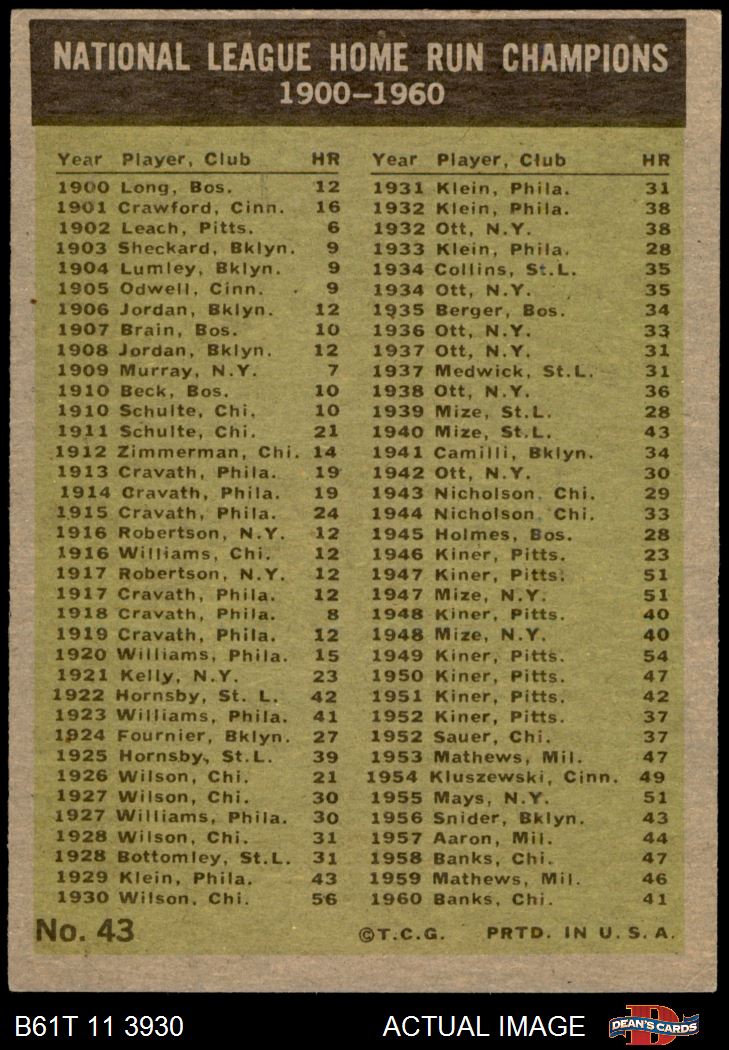 NATIONAL LEAGUE HOME RUN CHAMPIONS
1900–1960
Year Player, Club HR
1900 Long, Bos. 12
1901 Crawford, Cinn. 16
1902 Leach, Pitts. 6
1903 Sheckard, Bklyn. 9
1904 Lumley, Bklyn. 9
1905 Odwell, Cinn. 9
1906 Jordan, Bklyn. 12
1907 Brain, Bos. 10
1908 Jordan, Bklyn. 12
1909 Murray, N.Y. 7
1910 Beck, Bos. 10
1910 Schulte, Chi. 10
1911 Schulte, Chi. 21
1912 Zimmerman, Chi. 14
1913 Cravath, Phila. 19
1914 Cravath, Phila. 19
1915 Cravath, Phila. 24
1916 Robertson, N.Y. 12
1916 Williams, Chi. 12
1917 Robertson, N.Y. 12
1917 Cravath, Phila. 12
1918 Cravath, Phila. 8
1919 Cravath, Phila. 12
1920 Williams, Phila. 15
1921 Kelly, N.Y. 23
1922 Hornsby, St. L. 42
1923 Williams, Phila. 41
1924 Fournier, Bklyn. 27
1925 Hornsby, St.L. 39
1926 Wilson, Chi. 21
1927 Wilson, Chi. 30
1927 Williams, Phila. 30
1928 Wilson, Chi. 31
1928 Bottomley, St.L. 31
1929 Klein, Phila. 43
1930 Wilson, Chi. 56
Year Player, Club HR
1931 Klein, Phila. 31
1932 Klein, Phila. 38
1932 Ott, N.Y. 38
1933 Klein, Phila. 28
1934 Collins, St.L. 35
1934 Ott, N.Y. 35
1935 Berger, Bos. 34
1936 Ott, N.Y. 33
1937 Ott, N.Y. 31
1937 Medwick, St.L. 31
1938 Ott, N.Y. 36
1939 Mize, St.L. 28
1940 Mize, St.L. 43
1941 Camilli, Bklyn. 34
1942 Ott, N.Y. 30
1943 Nicholson, Chi. 29
1944 Nicholson, Chi. 33
1945 Holmes, Bos. 28
1946 Kiner, Pitts. 23
1947 Kiner, Pitts. 51
1947 Mize, N.Y. 51
1948 Kiner, Pitts. 40
1948 Mize, N.Y. 40
1949 Kiner, Pitts. 54
1950 Kiner, Pitts. 47
1951 Kiner, Pitts. 42
1952 Kiner, Pitts. 37
1952 Sauer, Chi. 37
1953 Mathews, Mil. 47
1954 Kluszewski, Cinn. 49
1955 Mays, N.Y. 51
1956 Snider, Bklyn. 43
1957 Aaron, Mil. 44
1958 Banks, Chi. 47
1959 Mathews, Mil. 46
1960 Banks, Chi. 41
No. 43 ©T.C.G. PRTD. IN U.S.A.
B61T 11 3930 ACTUAL IMAGE DEAN'S CARDS